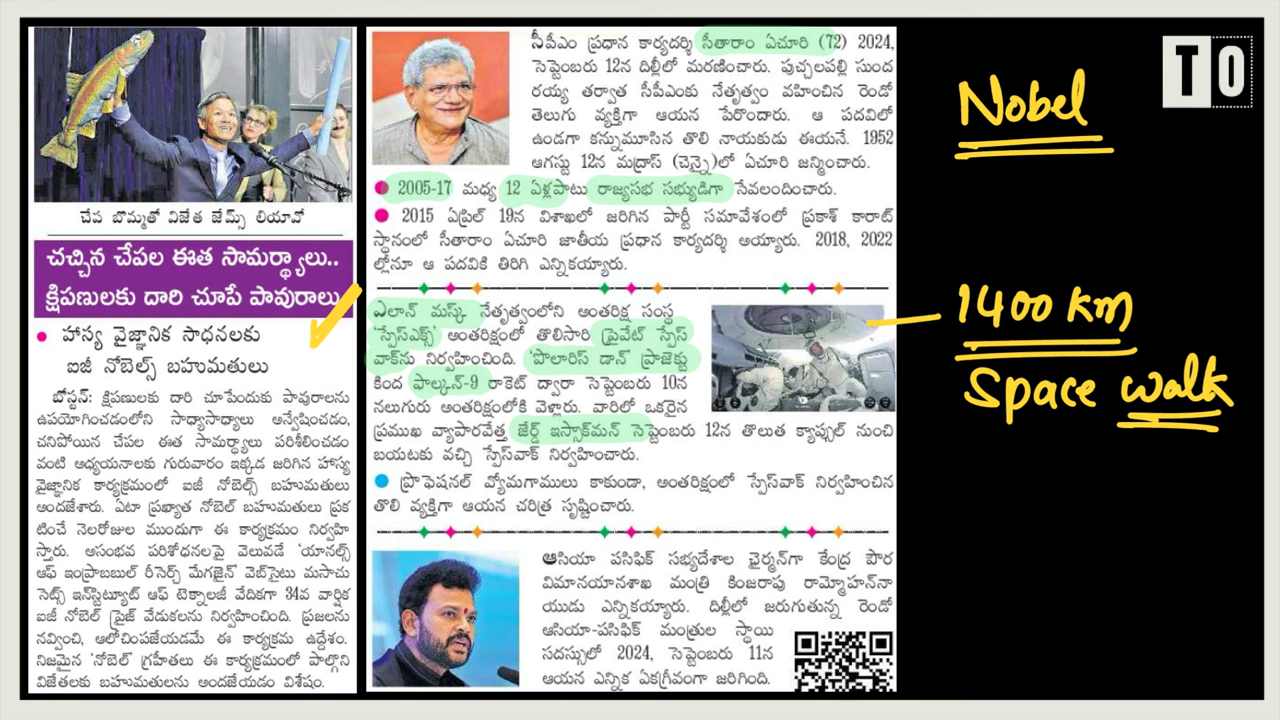 చేప బొమ్మతో విజేత జేమ్స్ లియావో
చచ్చిన చేపల ఈత సామర్థ్యాలు..
క్షిపణులకు దారి చూపే పావురాలు
● హాస్య వైజ్ఞానిక సాధనలకు
ఐజీ నోబెల్స్ బహుమతులు
బోస్టన్: క్షిపణులకు దారి చూపేందుకు పావురాలను
ఉపయోగించడంలోని సాధ్యాసాధ్యాలు అన్వేషించడం,
చనిపోయిన చేపల ఈత సామర్థ్యాలు పరిశీలించడం
వంటి అధ్యయనాలకు గురువారం ఇక్కడ జరిగిన హాస్య
వైజ్ఞానిక కార్యక్రమంలో ఐజీ నోబెల్స్ బహుమతులు
అందజేశారు. ఏటా ప్రఖ్యాత నోబెల్ బహుమతులు ప్రక
టించే నెలరోజుల ముందుగా ఈ కార్యక్రమం నిర్వహి
స్తారు. అసంభవ పరిశోధనలపై వెలువడే 'యానల్స్
ఆఫ్ ఇంప్రాబబుల్ రీసెర్చ్ మేగజైన్' వెబ్‌సైటు మసాచు
సెట్స్ ఇన్‌స్టిట్యూట్ ఆఫ్ టెక్నాలజీ వేదికగా 34వ వార్షిక
ఐజీ నోబెల్ ప్రైజ్ వేడుకలను నిర్వహించింది. ప్రజలను
నవ్వించి, ఆలోచింపజేయడమే ఈ కార్యక్రమ ఉద్దేశం.
నిజమైన 'నోబెల్' గ్రహీతలు ఈ కార్యక్రమంలో పాల్గొని
విజేతలకు బహుమతులను అందజేయడం విశేషం.
సీపీఎం ప్రధాన కార్యదర్శి సీతారాం ఏచూరి (72) 2024,
సెప్టెంబరు 12న దిల్లీలో మరణించారు. పుచ్చలపల్లి సుంద
రయ్య తర్వాత సీపీఎంకు నేతృత్వం వహించిన రెండో
తెలుగు వ్యక్తిగా ఆయన పేరొందారు. ఆ పదవిలో
ఉండగా కన్నుమూసిన తొలి నాయకుడు ఈయనే. 1952
ఆగస్టు 12న మద్రాస్ (చెన్నై)లో ఏచూరి జన్మించారు.
● 2005-17 మధ్య 12 ఏళ్లపాటు రాజ్యసభ సభ్యుడిగా సేవలందించారు.
● 2015 ఏప్రిల్ 19న విశాఖలో జరిగిన పార్టీ సమావేశంలో ప్రకాశ్ కారాట్
స్థానంలో సీతారాం ఏచూరి జాతీయ ప్రధాన కార్యదర్శి అయ్యారు. 2018, 2022
ల్లోనూ ఆ పదవికి తిరిగి ఎన్నికయ్యారు.
ఎలాన్ మస్క్ నేతృత్వంలోని అంతరిక్ష సంస్థ
'స్పేస్ఎక్స్' అంతరిక్షంలో తొలిసారి ప్రైవేట్ స్పేస్
వాక్‌ను నిర్వహించింది. 'పొలారిస్ డాన్' ప్రాజెక్టు
కింద ఫాల్కన్-9 రాకెట్ ద్వారా సెప్టెంబరు 10న
నలుగురు అంతరిక్షంలోకి వెళ్లారు. వారిలో ఒకరైన
ప్రముఖ వ్యాపారవేత్త జేర్డ్ ఇస్సాక్‌మన్ సెప్టెంబరు 12న తొలుత క్యాప్సుల్ నుంచి
బయటకు వచ్చి స్పేస్‌వాక్ నిర్వహించారు.
● ప్రొఫెషనల్ వ్యోమగాములు కాకుండా, అంతరిక్షంలో స్పేస్‌వాక్ నిర్వహించిన
తొలి వ్యక్తిగా ఆయన చరిత్ర సృష్టించారు.
ఆసియా పసిఫిక్ సభ్యదేశాల ఛైర్మన్‌గా కేంద్ర పౌర
విమానయానశాఖ మంత్రి కింజరాపు రామ్మోహన్‌నా
యుడు ఎన్నికయ్యారు. దిల్లీలో జరుగుతున్న రెండో
ఆసియా-పసిఫిక్ మంత్రుల స్థాయి
సదస్సులో 2024, సెప్టెంబరు 11న
ఆయన ఎన్నిక ఏకగ్రీవంగా జరిగింది.
TO
Nobel
1400 km
Space walk